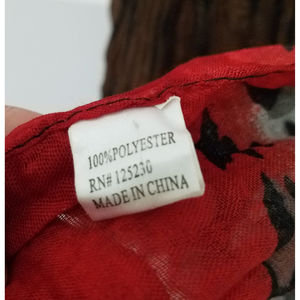 100%POLYESTER
RN# 125230
MADE IN CHINA